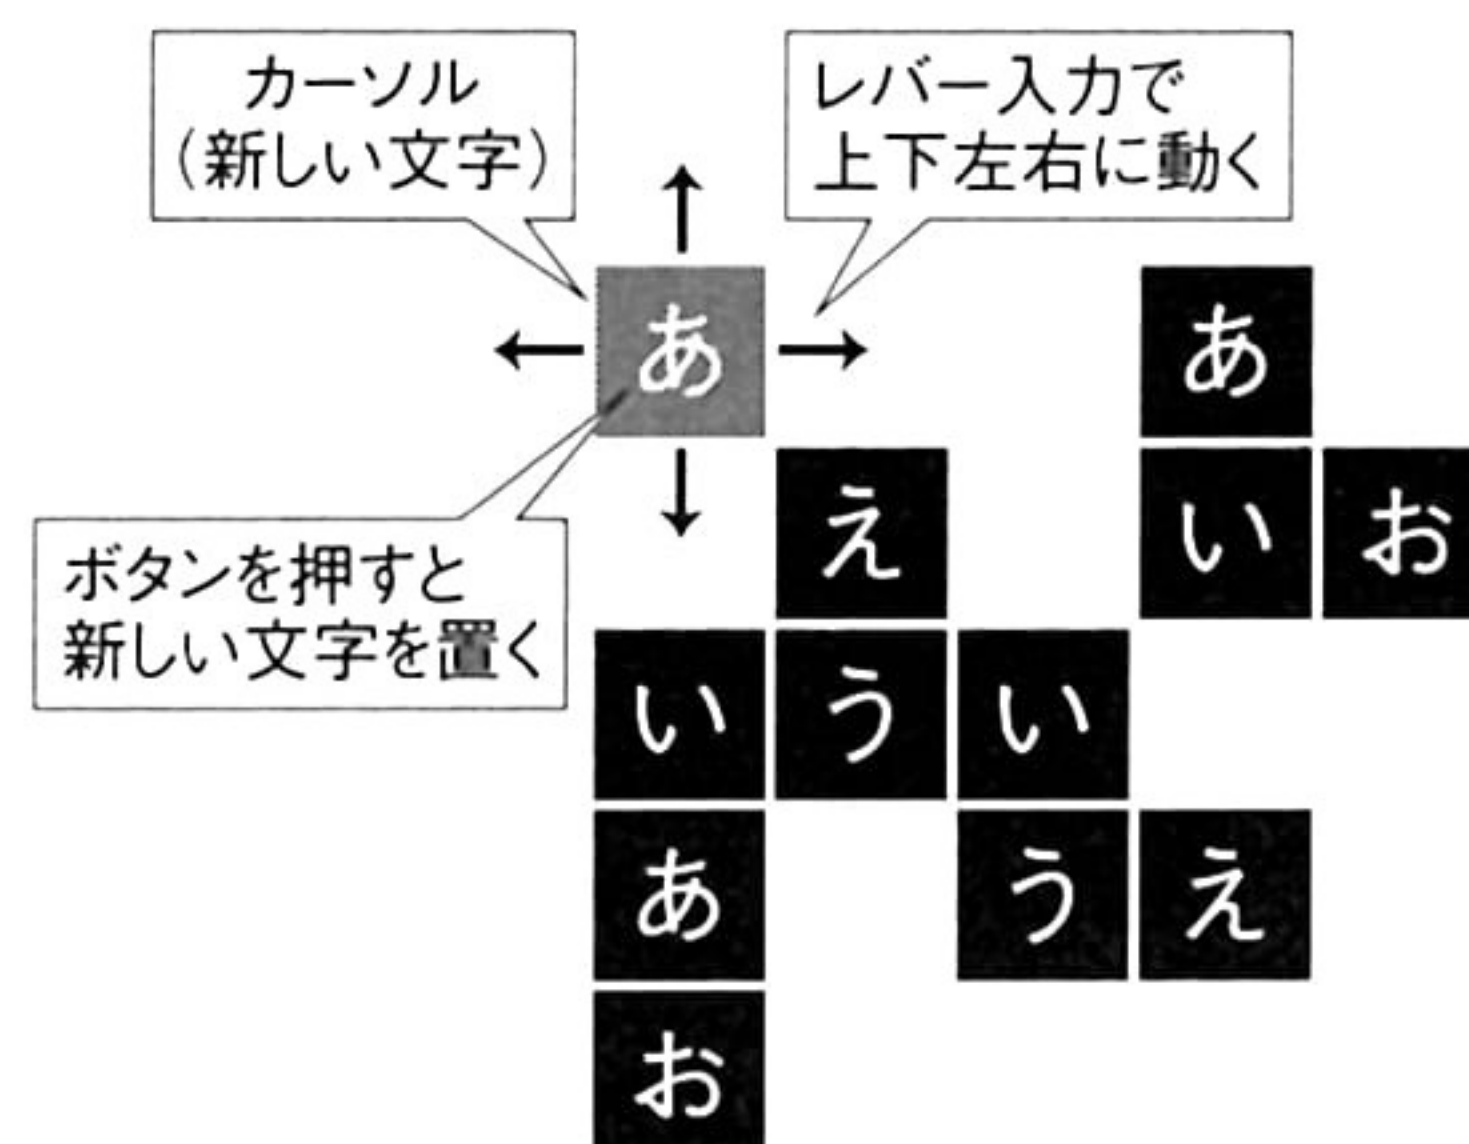 カーソル
(新しい文字)
レバー入力で
上下左右に動く
あ
あ
え
い
お
ボタンを押すと
新しい文字を置く
い
う
い
あ
う
え
お